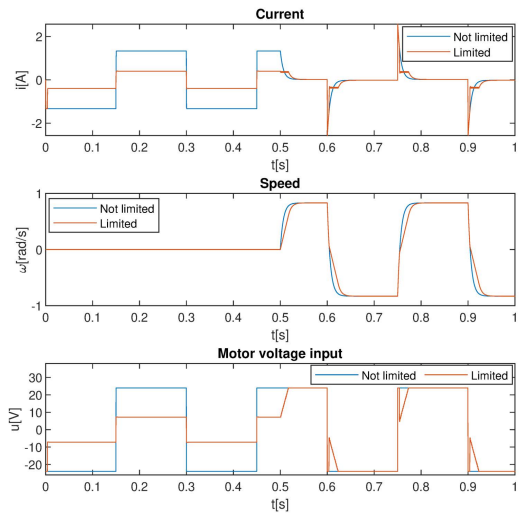 Current
2
0
-2
i[A]
Not limited
Limited
0 0.1 0.2 0.3 0.4 0.5 0.6 0.7 0.8 0.9 1
t[s]
Speed
1
0
-1
ω[rad/s]
Not limited
Limited
0 0.1 0.2 0.3 0.4 0.5 0.6 0.7 0.8 0.9 1
t[s]
Motor voltage input
30
20
10
0
-10
-20
u[V]
Not limited Limited
0 0.1 0.2 0.3 0.4 0.5 0.6 0.7 0.8 0.9 1
t[s]